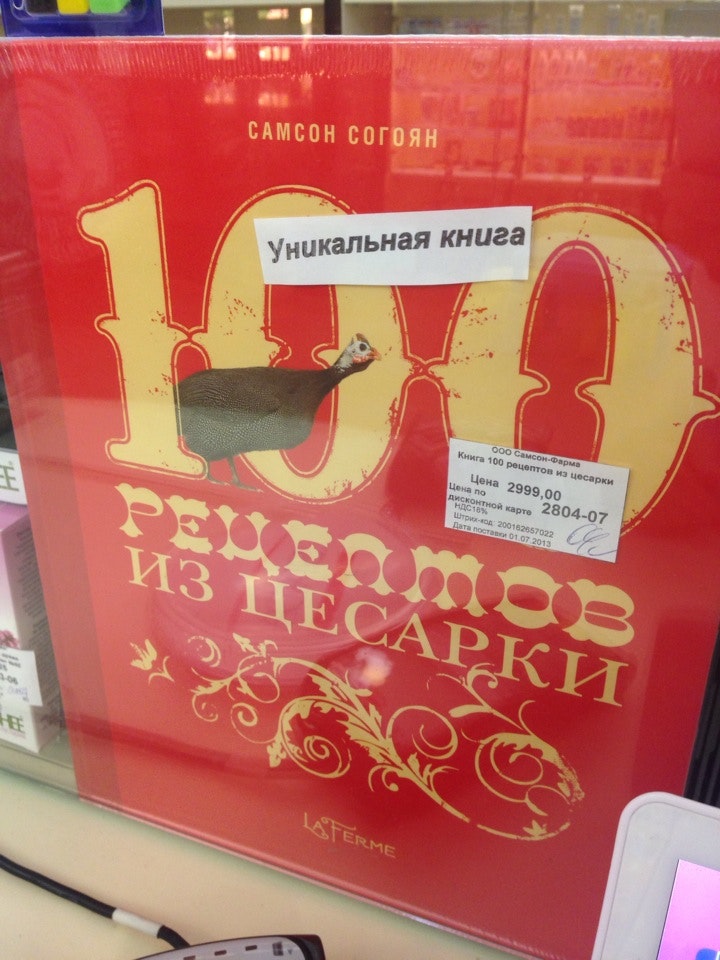 САМСОН СОГОЯН
100
Уникальная книга
ООО Самсон-Фарма
Книга 100 рецептов из цесарки
Цена 2999,00
Цена по
дисконтной карте 2804-07
НДС18%
Штрих-код: 200162657022
Дата поставки 01.07.2013
РЕЦЕПТОВ
ИЗ ЦЕСАРКИ
LAFERME